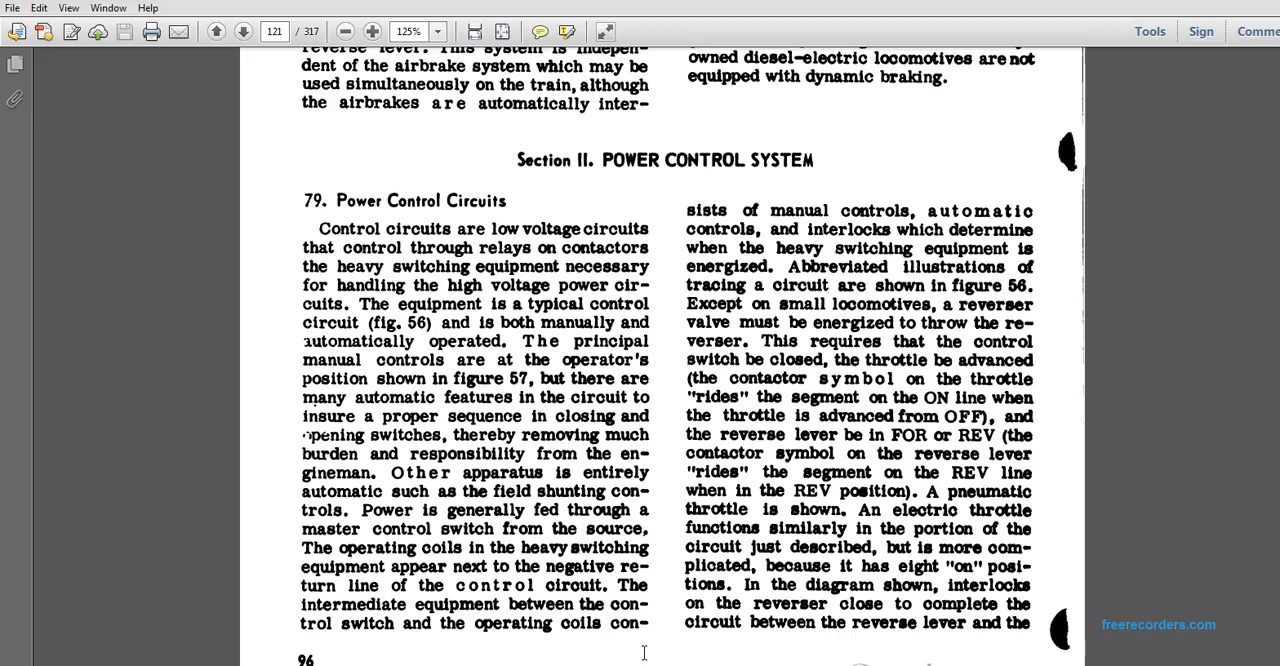 File Edit View Window Help
121 / 317 125% Tools Sign Comme
reverse lever. This system is indepen-
dent of the airbrake system which may be
used simultaneously on the train, although
the airbrakes are automatically inter-
owned diesel-electric locomotives are not
equipped with dynamic braking.
Section II. POWER CONTROL SYSTEM
79. Power Control Circuits
Control circuits are low voltage circuits
that control through relays on contactors
the heavy switching equipment necessary
for handling the high voltage power cir-
cuits. The equipment is a typical control
circuit (fig. 56) and is both manually and
automatically operated. The principal
manual controls are at the operator's
position shown in figure 57, but there are
many automatic features in the circuit to
insure a proper sequence in closing and
opening switches, thereby removing much
burden and responsibility from the en-
gineman. Other apparatus is entirely
automatic such as the field shunting con-
trols. Power is generally fed through a
master control switch from the source.
The operating coils in the heavy switching
equipment appear next to the negative re-
turn line of the control circuit. The
intermediate equipment between the con-
trol switch and the operating coils con-
sists of manual controls, automatic
controls, and interlocks which determine
when the heavy switching equipment is
energized. Abbreviated illustrations of
tracing a circuit are shown in figure 56.
Except on small locomotives, a reverser
valve must be energized to throw the re-
verser. This requires that the control
switch be closed, the throttle be advanced
(the contactor symbol on the throttle
"rides" the segment on the ON line when
the throttle is advanced from OFF), and
the reverse lever be in FOR or REV (the
contactor symbol on the reverse lever
"rides" the segment on the REV line
when in the REV position). A pneumatic
throttle is shown. An electric throttle
functions similarly in the portion of the
circuit just described, but is more com-
plicated, because it has eight "on" posi-
tions. In the diagram shown, interlocks
on the reverser close to complete the
circuit between the reverse lever and the
96
freerecorders.com